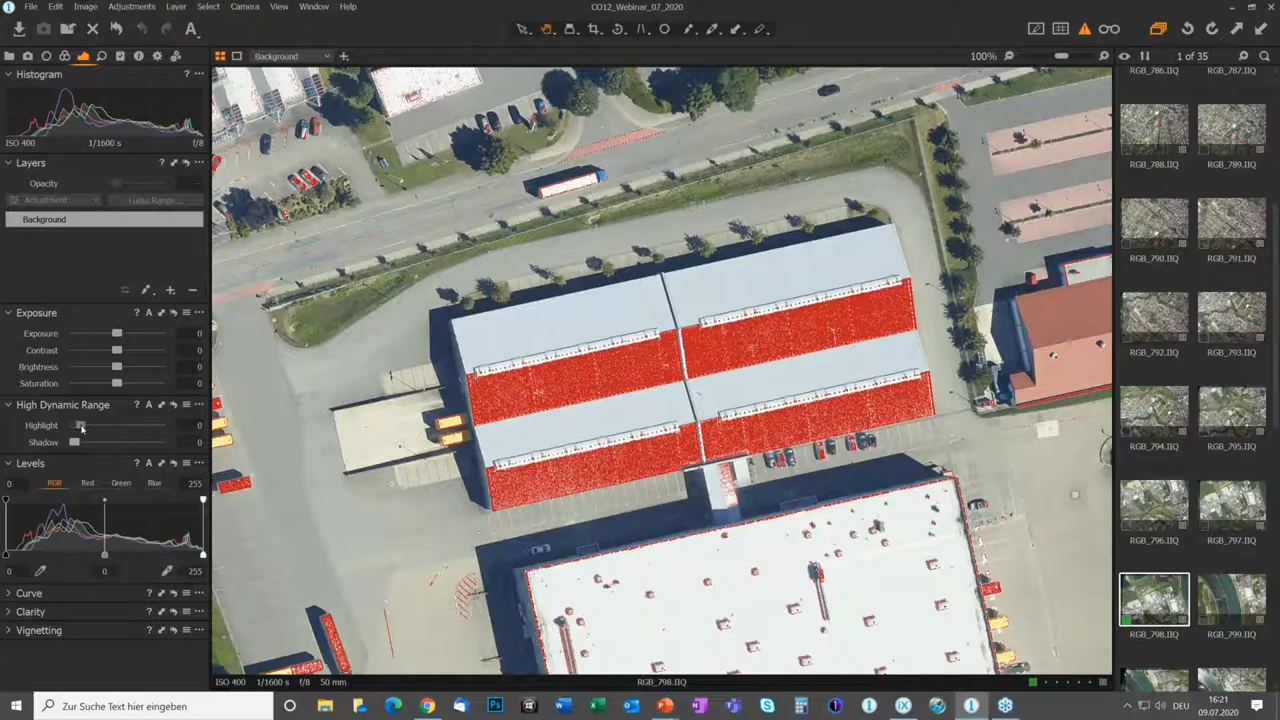 File Edit Image Adjustments Layer Select Camera View Window Help
CO12_Webinar_07_2020
Background
100%
1 of 35
Histogram
ISO 400 1/1600 s f/8
Layers
Opacity
Adjustment Luma Range...
Background
Exposure
Exposure 0
Contrast 0
Brightness 0
Saturation 0
High Dynamic Range
Highlight 0
Shadow 0
Levels
0 RGB Red Green Blue 255
0 0 255
Curve
Clarity
Vignetting
RGB_786.IIQ RGB_787.IIQ
RGB_788.IIQ RGB_789.IIQ
RGB_790.IIQ RGB_791.IIQ
RGB_792.IIQ RGB_793.IIQ
RGB_794.IIQ RGB_795.IIQ
RGB_796.IIQ RGB_797.IIQ
RGB_798.IIQ RGB_799.IIQ
ISO 400 1/1600 s f/8 50 mm
RGB_798.IIQ
Zur Suche Text hier eingeben
DEU
16:21
09.07.2020